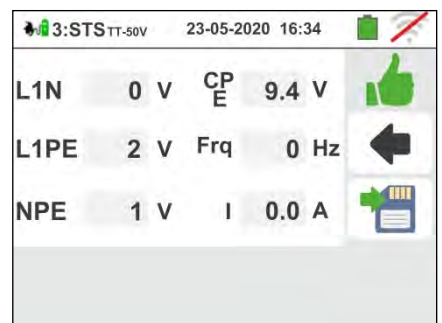 3:STS TT-50V 23-05-2020 16:34
L1N 0 V CPE 9.4 V
L1PE 2 V Frq 0 Hz
NPE 1 V I 0.0 A